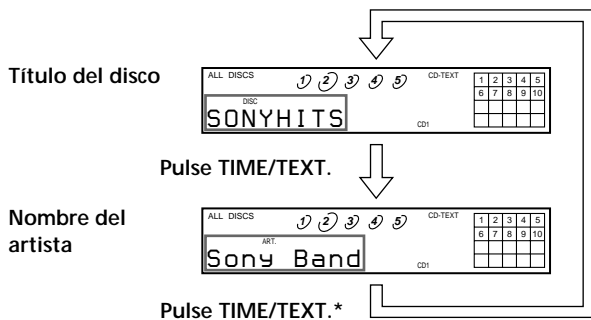 Título del disco
ALL DISCS 1 2 3 4 5 CD-TEXT 1 2 3 4 5
6 7 8 9 10
DISC
SONYHITS
CD1
Pulse TIME/TEXT.
Nombre del
artista
ALL DISCS 1 2 3 4 5 CD-TEXT 1 2 3 4 5
6 7 8 9 10
ART.
Sony Band
CD1
Pulse TIME/TEXT.*